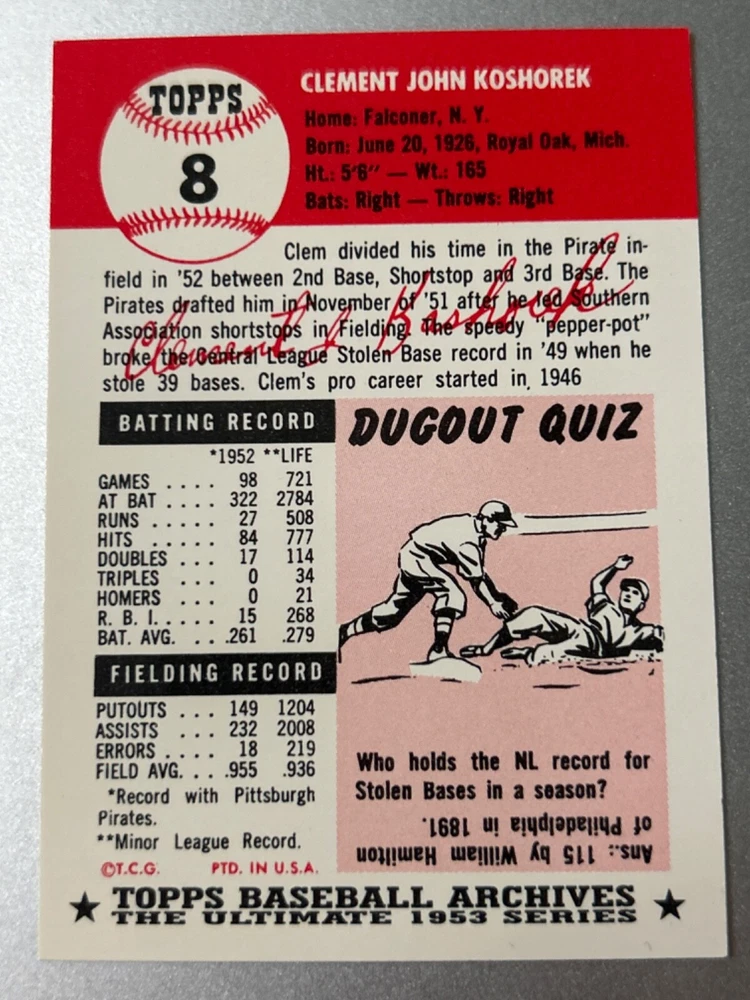 TOPPS
8
CLEMENT JOHN KOSHOREK
Home: Falconer, N. Y.
Born: June 20, 1926, Royal Oak, Mich.
Ht.: 5'6" — Wt.: 165
Bats: Right — Throws: Right
Clem divided his time in the Pirate in-
field in '52 between 2nd Base, Shortstop and 3rd Base. The
Pirates drafted him in November of '51 after he led Southern
Association shortstops in Fielding. The speedy "pepper-pot"
broke the Central League Stolen Base record in '49 when he
stole 39 bases. Clem's pro career started in 1946
Clement J Koshorek
BATTING RECORD
*1952 **LIFE
GAMES .... 98 721
AT BAT .... 322 2784
RUNS ..... 27 508
HITS ..... 84 777
DOUBLES ... 17 114
TRIPLES ... 0 34
HOMERS ... 0 21
R. B. I. .... 15 268
BAT. AVG. ... .261 .279
FIELDING RECORD
PUTOUTS ... 149 1204
ASSISTS ... 232 2008
ERRORS .... 18 219
FIELD AVG. .. .955 .936
*Record with Pittsburgh
Pirates.
**Minor League Record.
©T.C.G. PTD. IN U.S.A.
DUGOUT QUIZ
Who holds the NL record for
Stolen Bases in a season?
Ans.: 115 by William Hamilton
of Philadelphia in 1891.
TOPPS BASEBALL ARCHIVES
THE ULTIMATE 1953 SERIES